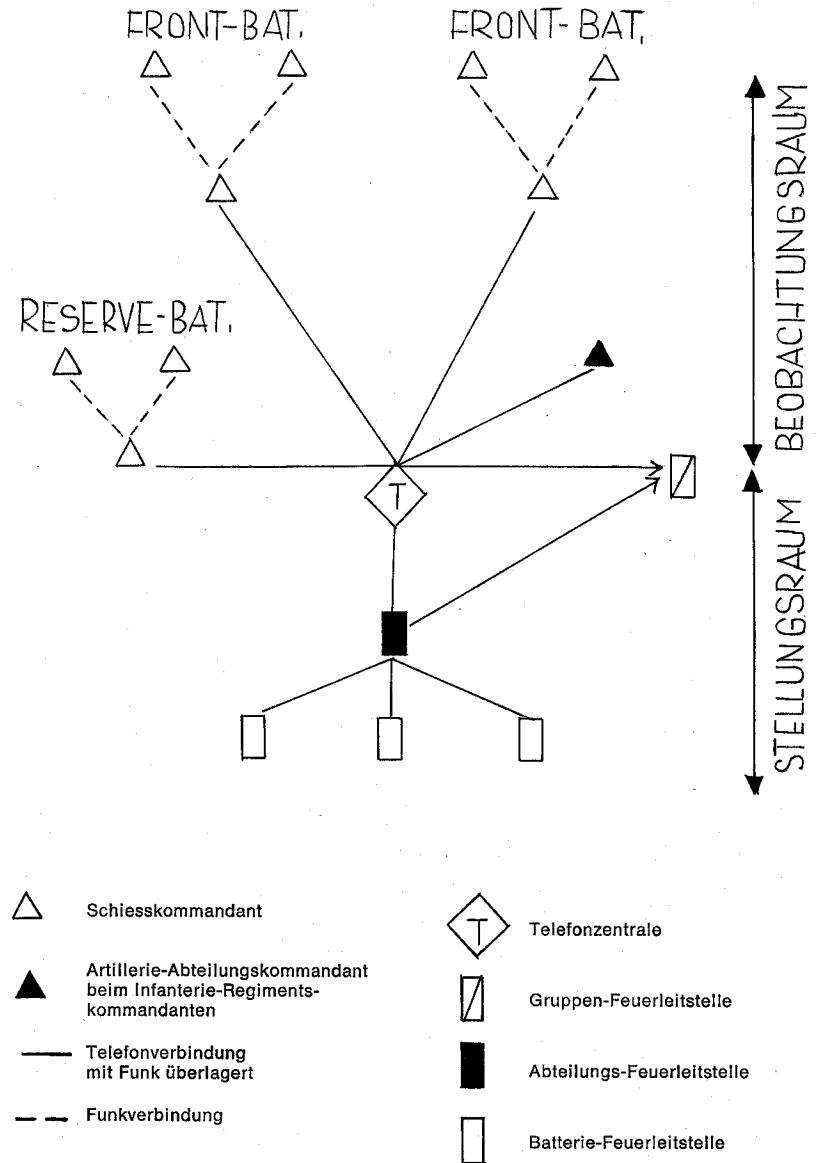 FRONT-BAT.
FRONT-BAT.
RESERVE-BAT.
BEOBACHTUNGSRAUM
T
STELLUNGSRAUM
Schiesskommandant
Artillerie-Abteilungskommandant
beim Infanterie-Regiments-
kommandanten
Telefonverbindung
mit Funk überlagert
Funkverbindung
T
Telefonzentrale
Gruppen-Feuerleitstelle
Abteilungs-Feuerleitstelle
Batterie-Feuerleitstelle